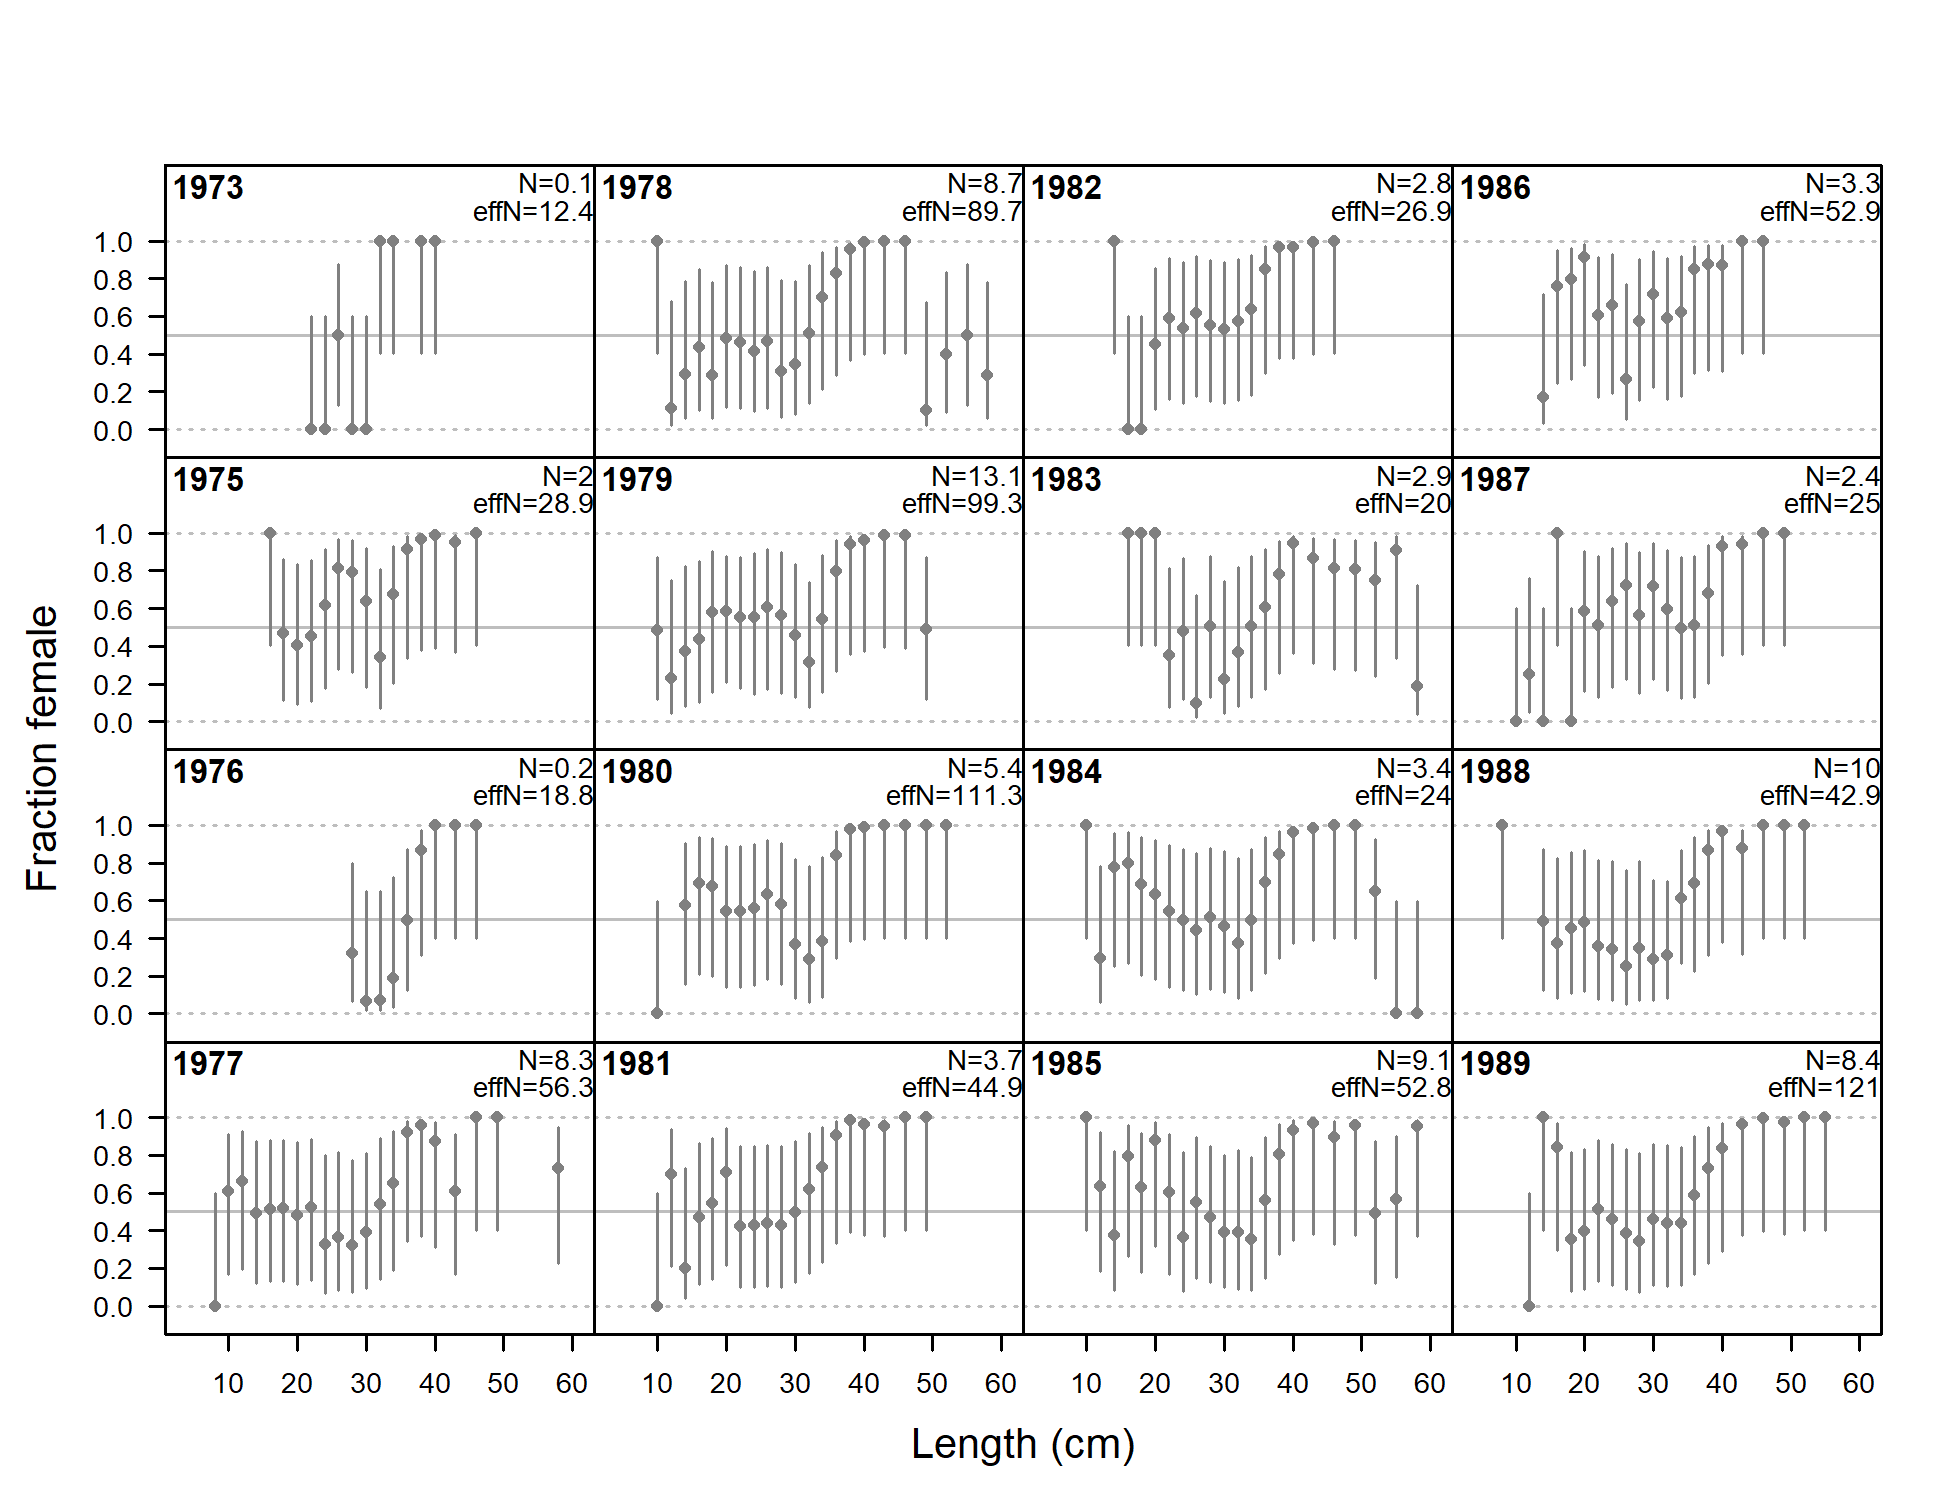 1973
N=0.1
effN=12.4
1978
N=8.7
effN=89.7
1982
N=2.8
effN=26.9
1986
N=3.3
effN=52.9
1.0
0.8
0.6
0.4
0.2
0.0
1975
N=2
effN=28.9
1979
N=13.1
effN=99.3
1983
N=2.9
effN=20
1987
N=2.4
effN=25
1.0
0.8
0.6
0.4
0.2
0.0
1976
N=0.2
effN=18.8
1980
N=5.4
effN=111.3
1984
N=3.4
effN=24
1988
N=10
effN=42.9
1.0
0.8
0.6
0.4
0.2
0.0
1977
N=8.3
effN=56.3
1981
N=3.7
effN=44.9
1985
N=9.1
effN=52.8
1989
N=8.4
effN=121
1.0
0.8
0.6
0.4
0.2
0.0
10 20 30 40 50 60 10 20 30 40 50 60 10 20 30 40 50 60 10 20 30 40 50 60
Length (cm)
Fraction female